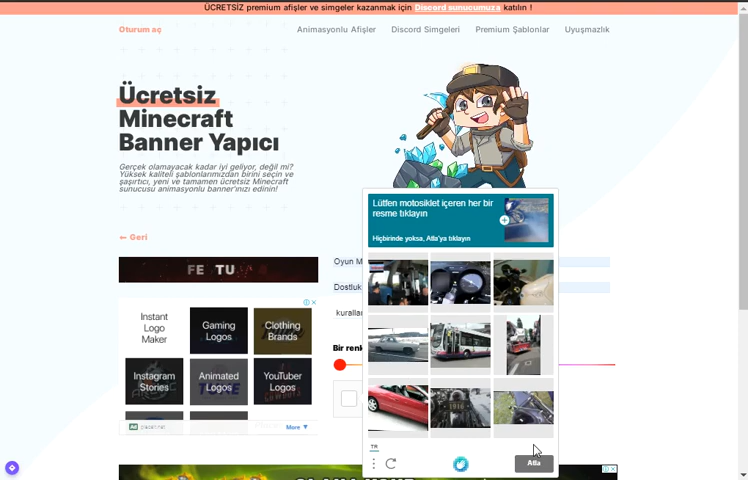 ÜCRETSİZ premium afişler ve simgeler kazanmak için Discord sunucumuza katılın !
Oturum aç
Animasyonlu Afişler
Discord Simgeleri
Premium Şablonlar
Uyuşmazlık
Ücretsiz
Minecraft
Banner Yapıcı
Gerçek olamayacak kadar iyi geliyor, değil mi?
Yüksek kaliteli şablonlarımızdan birini seçin ve
şaşırtıcı, yeni ve tamamen ücretsiz Minecraft
sunucusu animasyonlu banner'ınızı edinin!
← Geri
Lütfen motosiklet içeren her bir
resme tıklayın
Hiçbirinde yoksa, Atla'ya tıklayın
FE TU
Oyun M
Dostluk
kurallar
Bir renk
Instant
Logo
Maker
Gaming
Logos
Clothing
Brands
Instagram
Stories
Animated
Logos
YouTuber
Logos
Ad
placeit.net
More ▼
1916
TR
Atla